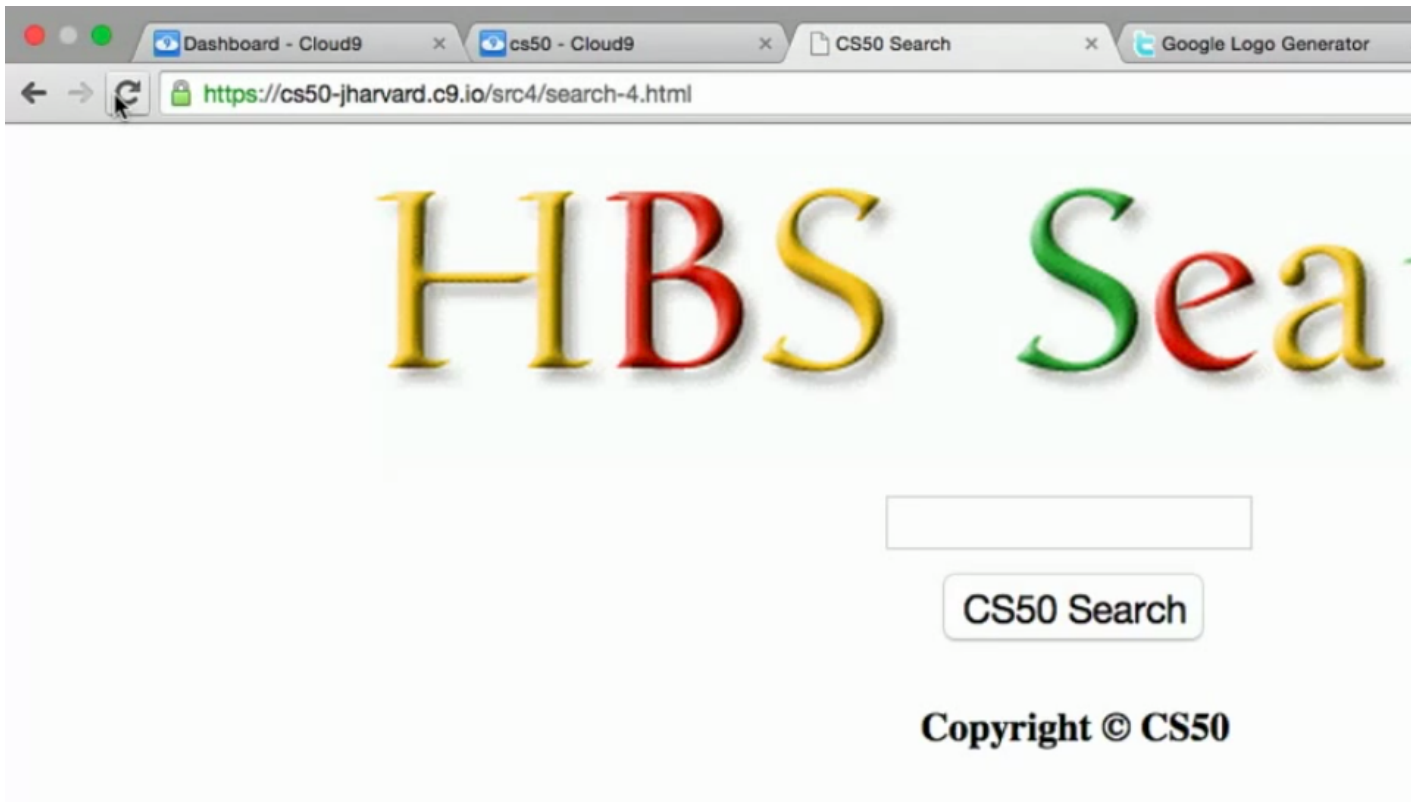 Dashboard - Cloud9
cs50 - Cloud9
CS50 Search
Google Logo Generator
https://cs50-jharvard.c9.io/src4/search-4.html
HBS Sea
CS50 Search
Copyright © CS50